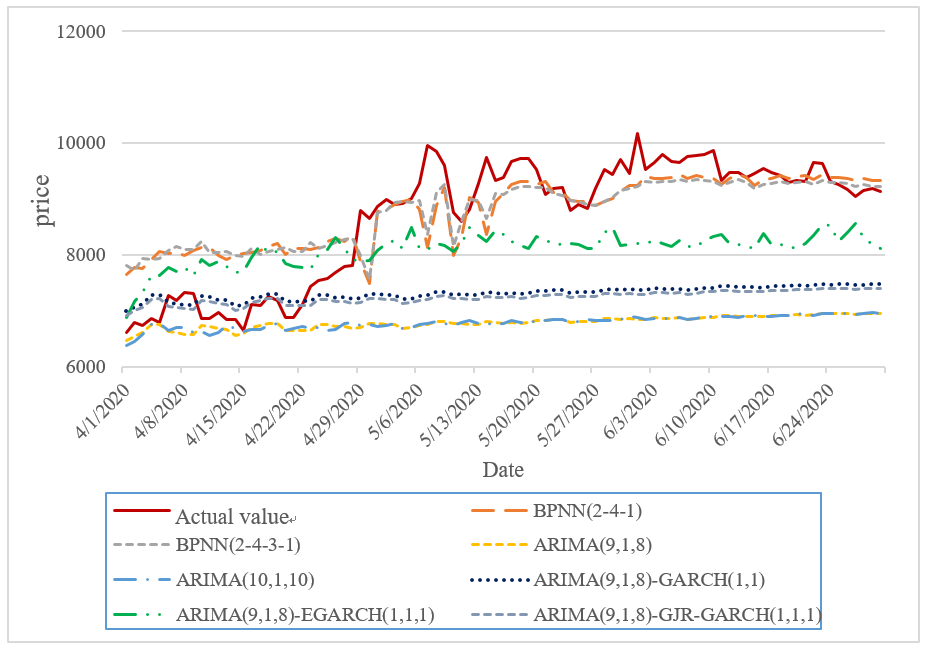 12000
10000
8000
6000
price
4/1/2020
4/8/2020
4/15/2020
4/22/2020
4/29/2020
5/6/2020
5/13/2020
5/20/2020
5/27/2020
6/3/2020
6/10/2020
6/17/2020
6/24/2020
Date
Actual value↵
BPNN(2-4-1)
BPNN(2-4-3-1)
ARIMA(9,1,8)
ARIMA(10,1,10)
ARIMA(9,1,8)-GARCH(1,1)
ARIMA(9,1,8)-EGARCH(1,1,1)
ARIMA(9,1,8)-GJR-GARCH(1,1,1)